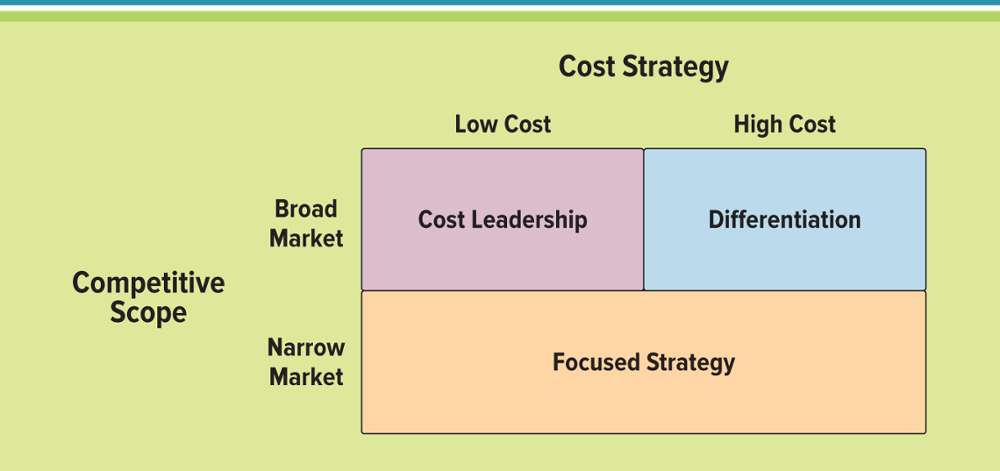 Cost Strategy
Low Cost
High Cost
Broad
Market
Cost Leadership
Differentiation
Competitive
Scope
Narrow
Market
Focused Strategy